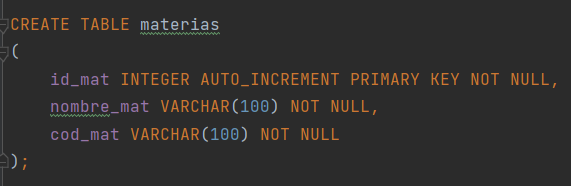 CREATE TABLE materias
(
id_mat INTEGER AUTO_INCREMENT PRIMARY KEY NOT NULL,
nombre_mat VARCHAR(100) NOT NULL,
cod_mat VARCHAR(100) NOT NULL
);